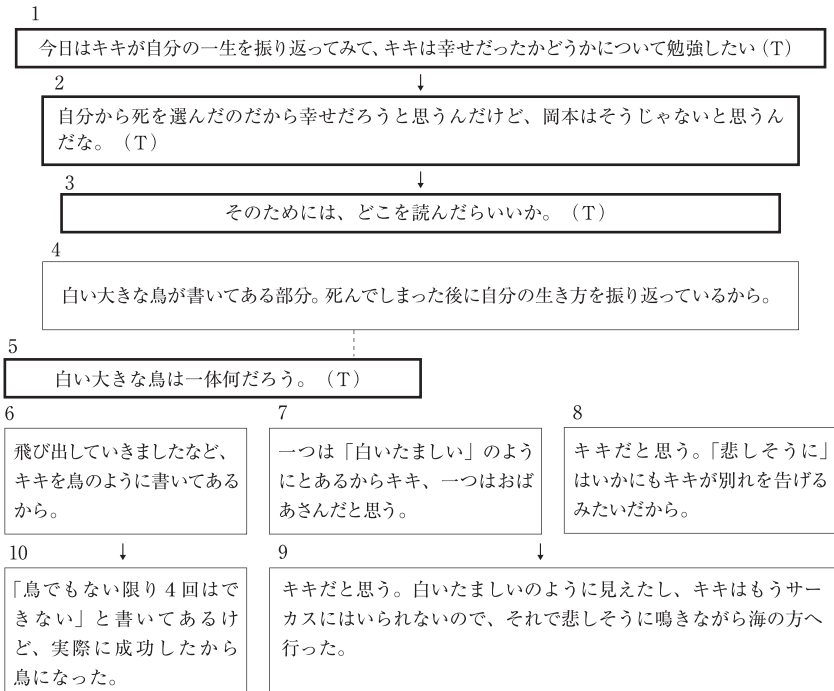 1
今日はキキが自分の一生を振り返ってみて、キキは幸せだったかどうかについて勉強したい（T）
2
自分から死を選んだのだから幸せだろうと思うんだけど、岡本はそうじゃないと思うん
だな。（T）
3
そのためには、どこを読んだらいいか。（T）
4
白い大きな鳥が書いてある部分。死んでしまった後に自分の生き方を振り返っているから。
5
白い大きな鳥は一体何だろう。（T）
6
飛び出していきましたなど、
キキを鳥のように書いてある
から。
7
一つは「白いたましい」のよう
にとあるからキキ、一つはおば
あさんだと思う。
8
キキだと思う。「悲しそうに」
はいかにもキキが別れを告げる
みたいだから。
10
「鳥でもない限り４回はで
きない」と書いてあるけ
ど、実際に成功したから
鳥になった。
9
キキだと思う。白いたましいのように見えたし、キキはもうサー
カスにはいられないので、それで悲しそうに鳴きながら海の方へ
行った。